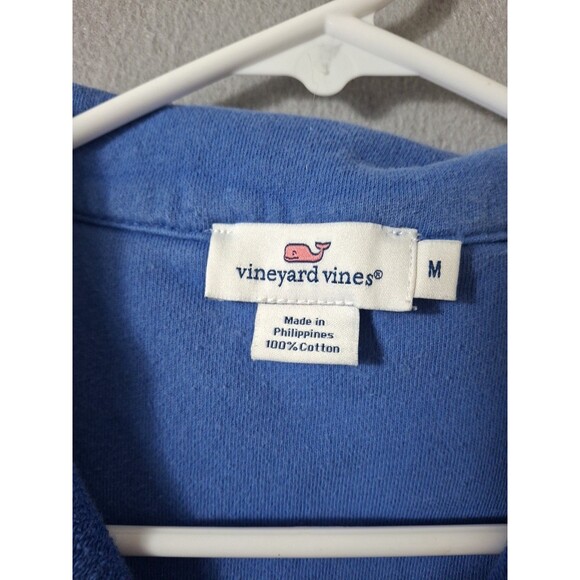 vineyard vines®
M
Made in
Philippines
100% Cotton